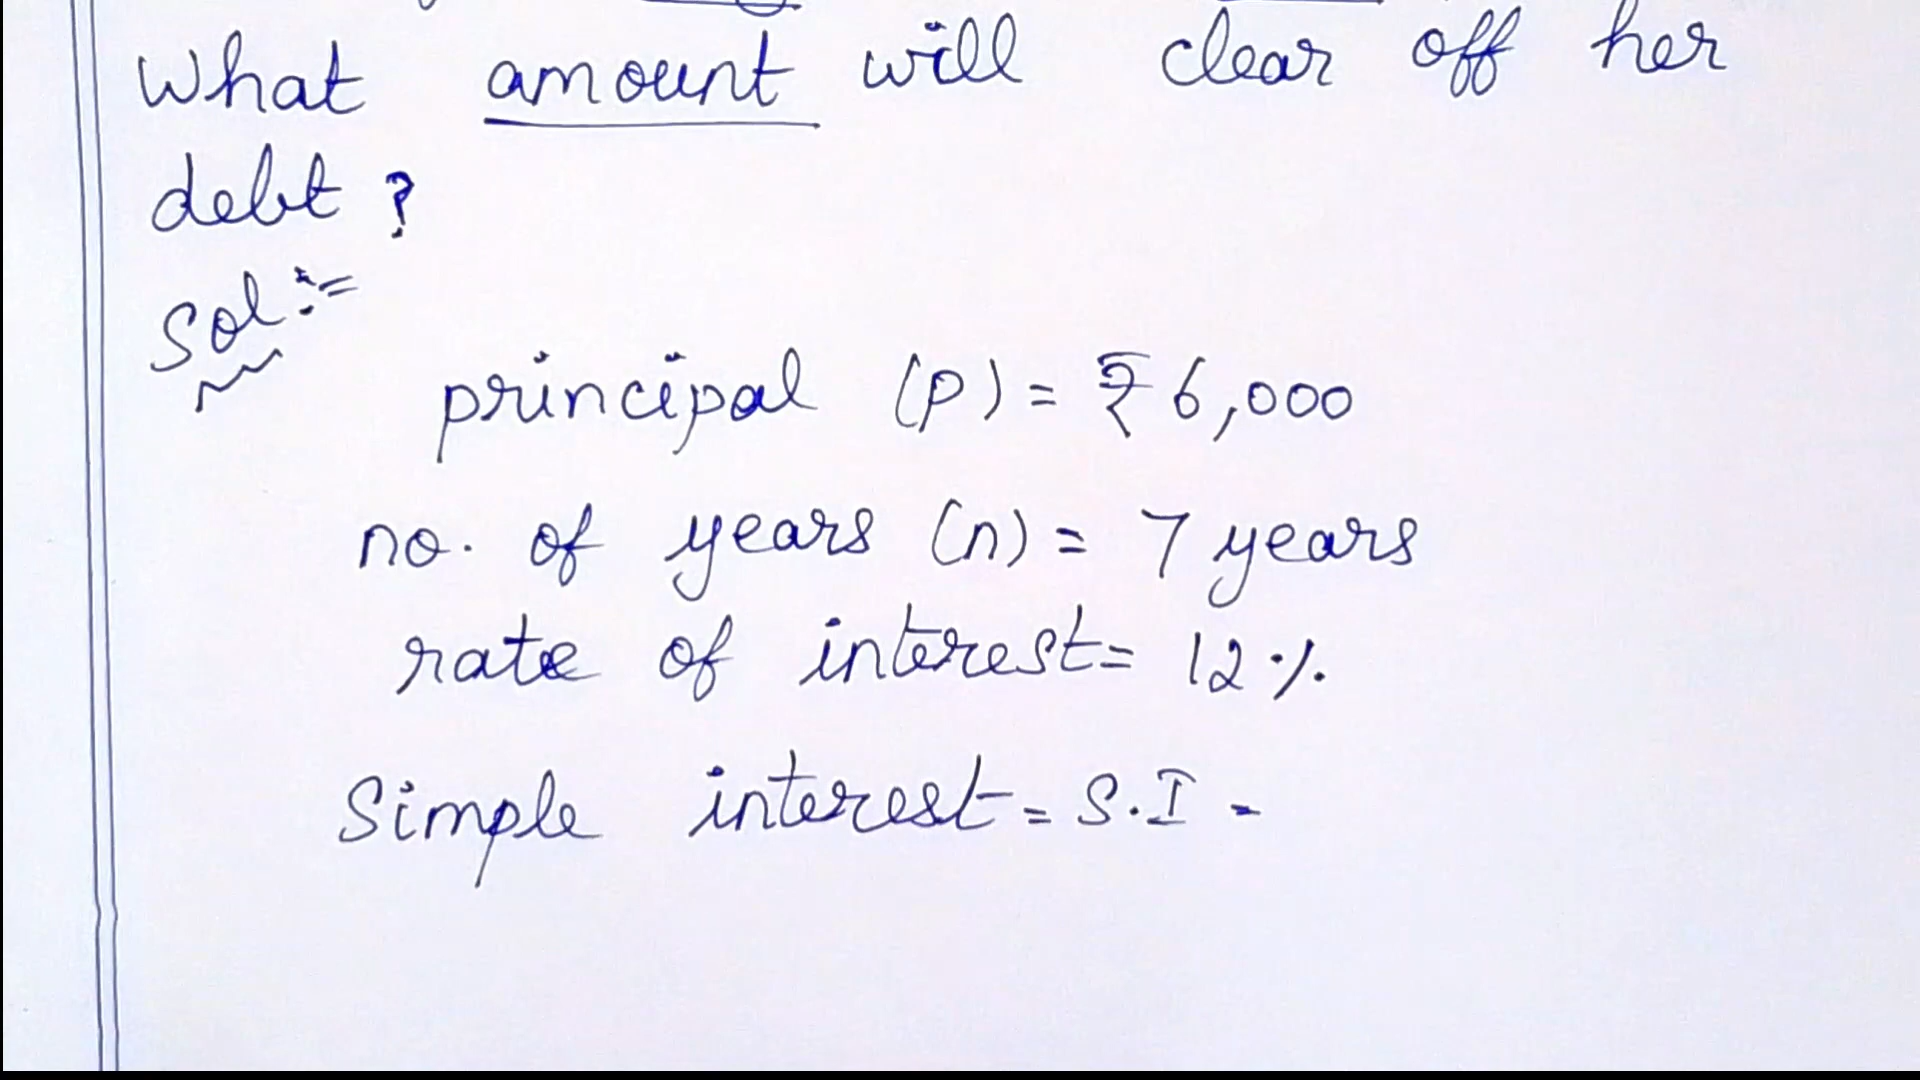 What amount will clear off her
debt ?
Sol :-
principal (p) = ₹ 6,000
no. of years (n) = 7 years
rate of interest = 12 %.
Simple interest = S.I =